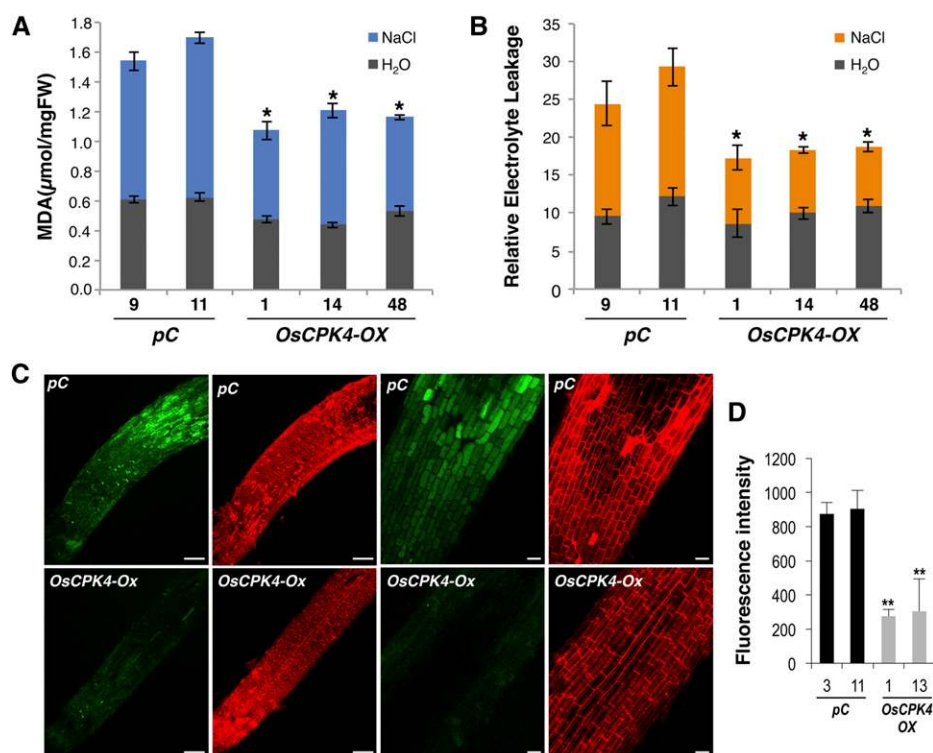 A
MDA(µmol/mgFW)
1.8
1.6
1.4
1.2
1.0
0.8
0.6
0.4
0.2
0.0
NaCl
H2O
* * *
9 11 1 14 48
pC OsCPK4-OX
B
Relative Electrolyte Leakage
35
30
25
20
15
10
5
0
NaCl
H2O
* * *
9 11 1 14 48
pC OsCPK4-OX
C
pC pC pC pC
OsCPK4-Ox OsCPK4-Ox OsCPK4-Ox OsCPK4-Ox
D
Fluorescence intensity
1200
1000
800
600
400
200
0
** **
3 11 1 13
pC OsCPK4
OX